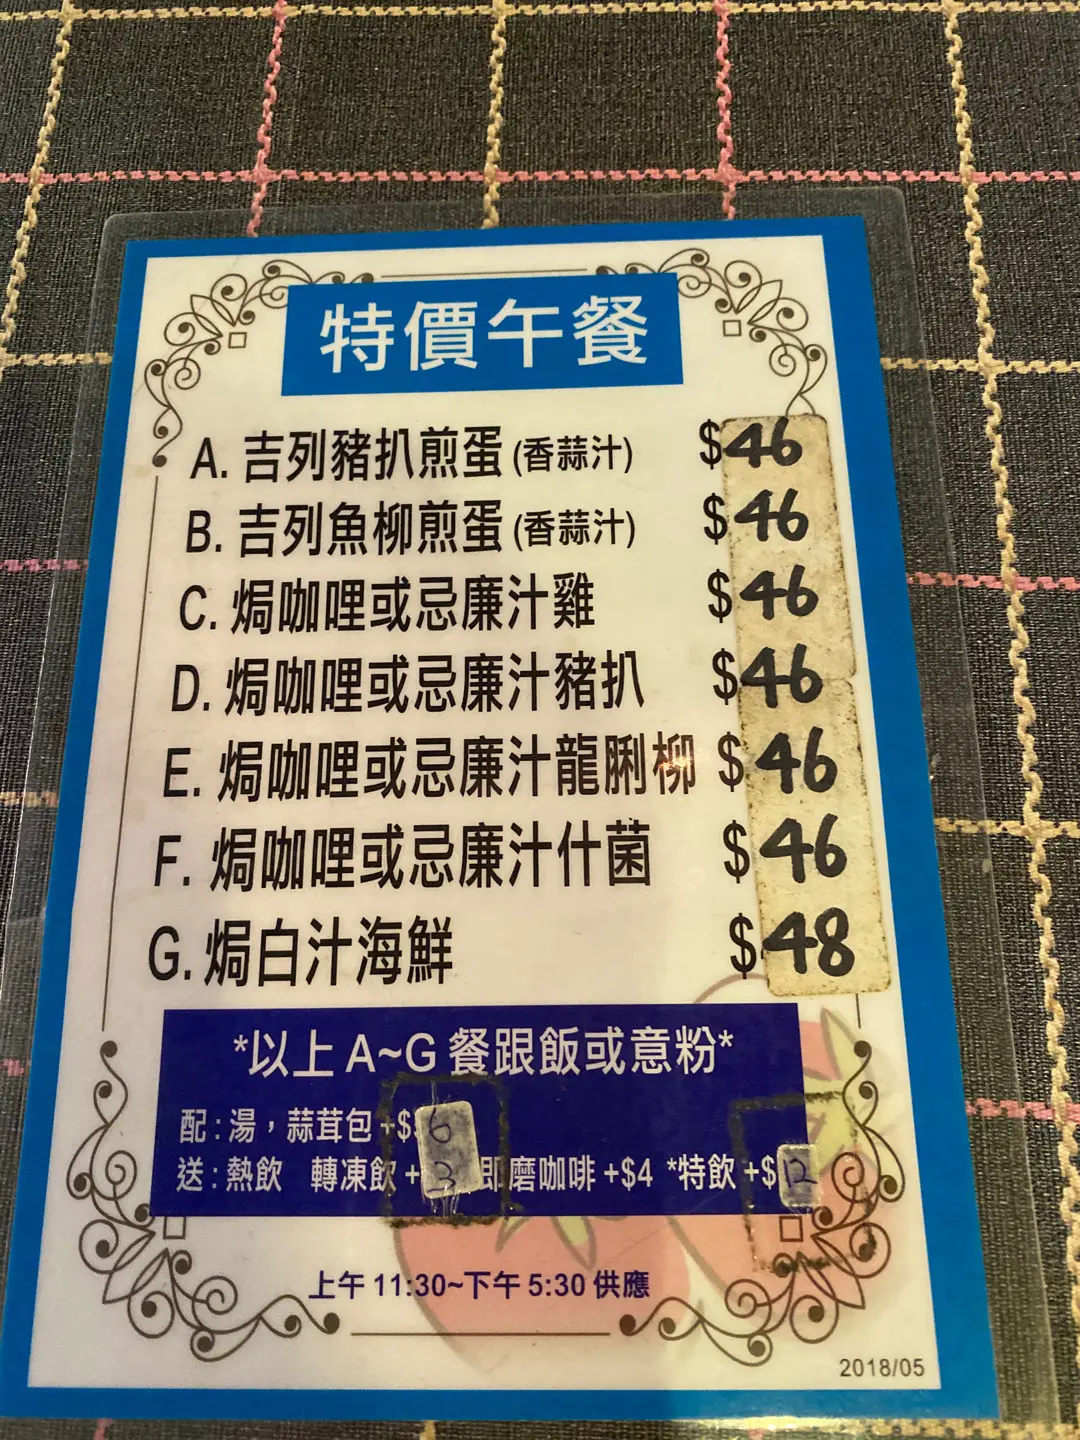 特價午餐
A. 吉列豬扒煎蛋 (香蒜汁) $46
B. 吉列魚柳煎蛋 (香蒜汁) $46
C. 焗咖哩或忌廉汁雞 $46
D. 焗咖哩或忌廉汁豬扒 $46
E. 焗咖哩或忌廉汁龍脷柳 $46
F. 焗咖哩或忌廉汁什菌 $46
G. 焗白汁海鮮 $48
*以上 A~G 餐跟飯或意粉*
配 : 湯，蒜茸包 +$6
送 : 熱飲 轉凍飲 +3 即磨咖啡 +$4 *特飲 +$12
上午 11:30~下午 5:30 供應
2018/05